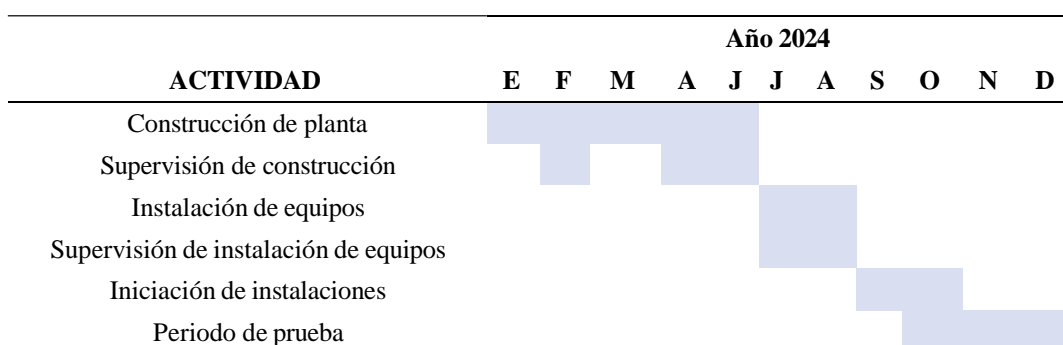 Año 2024
ACTIVIDAD E F M A J J A S O N D
Construcción de planta
Supervisión de construcción
Instalación de equipos
Supervisión de instalación de equipos
Iniciación de instalaciones
Periodo de prueba